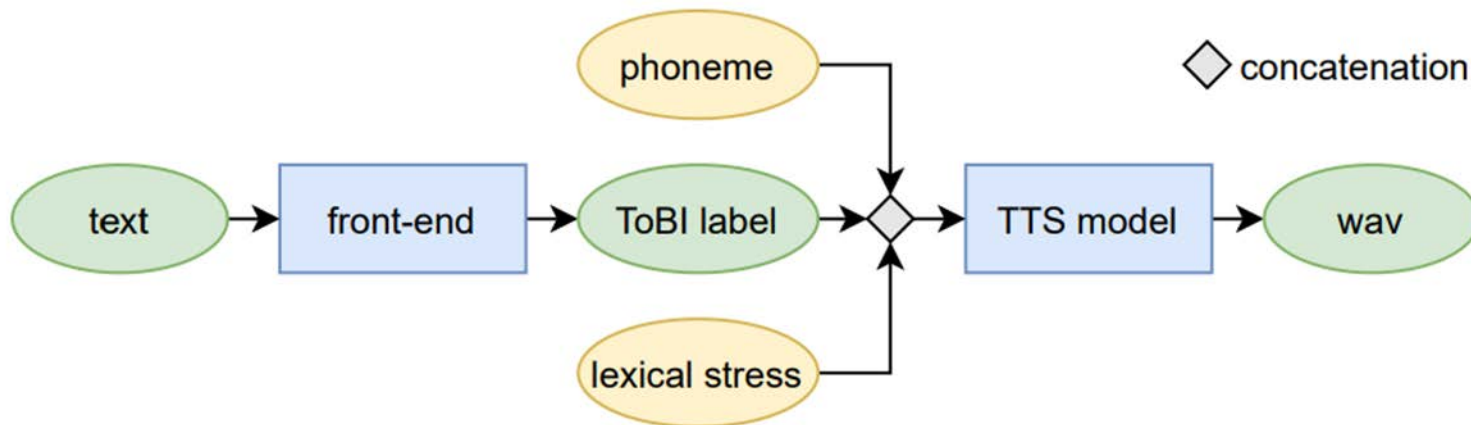 phoneme
concatenation
text
front-end
ToBI label
TTS model
wav
lexical stress